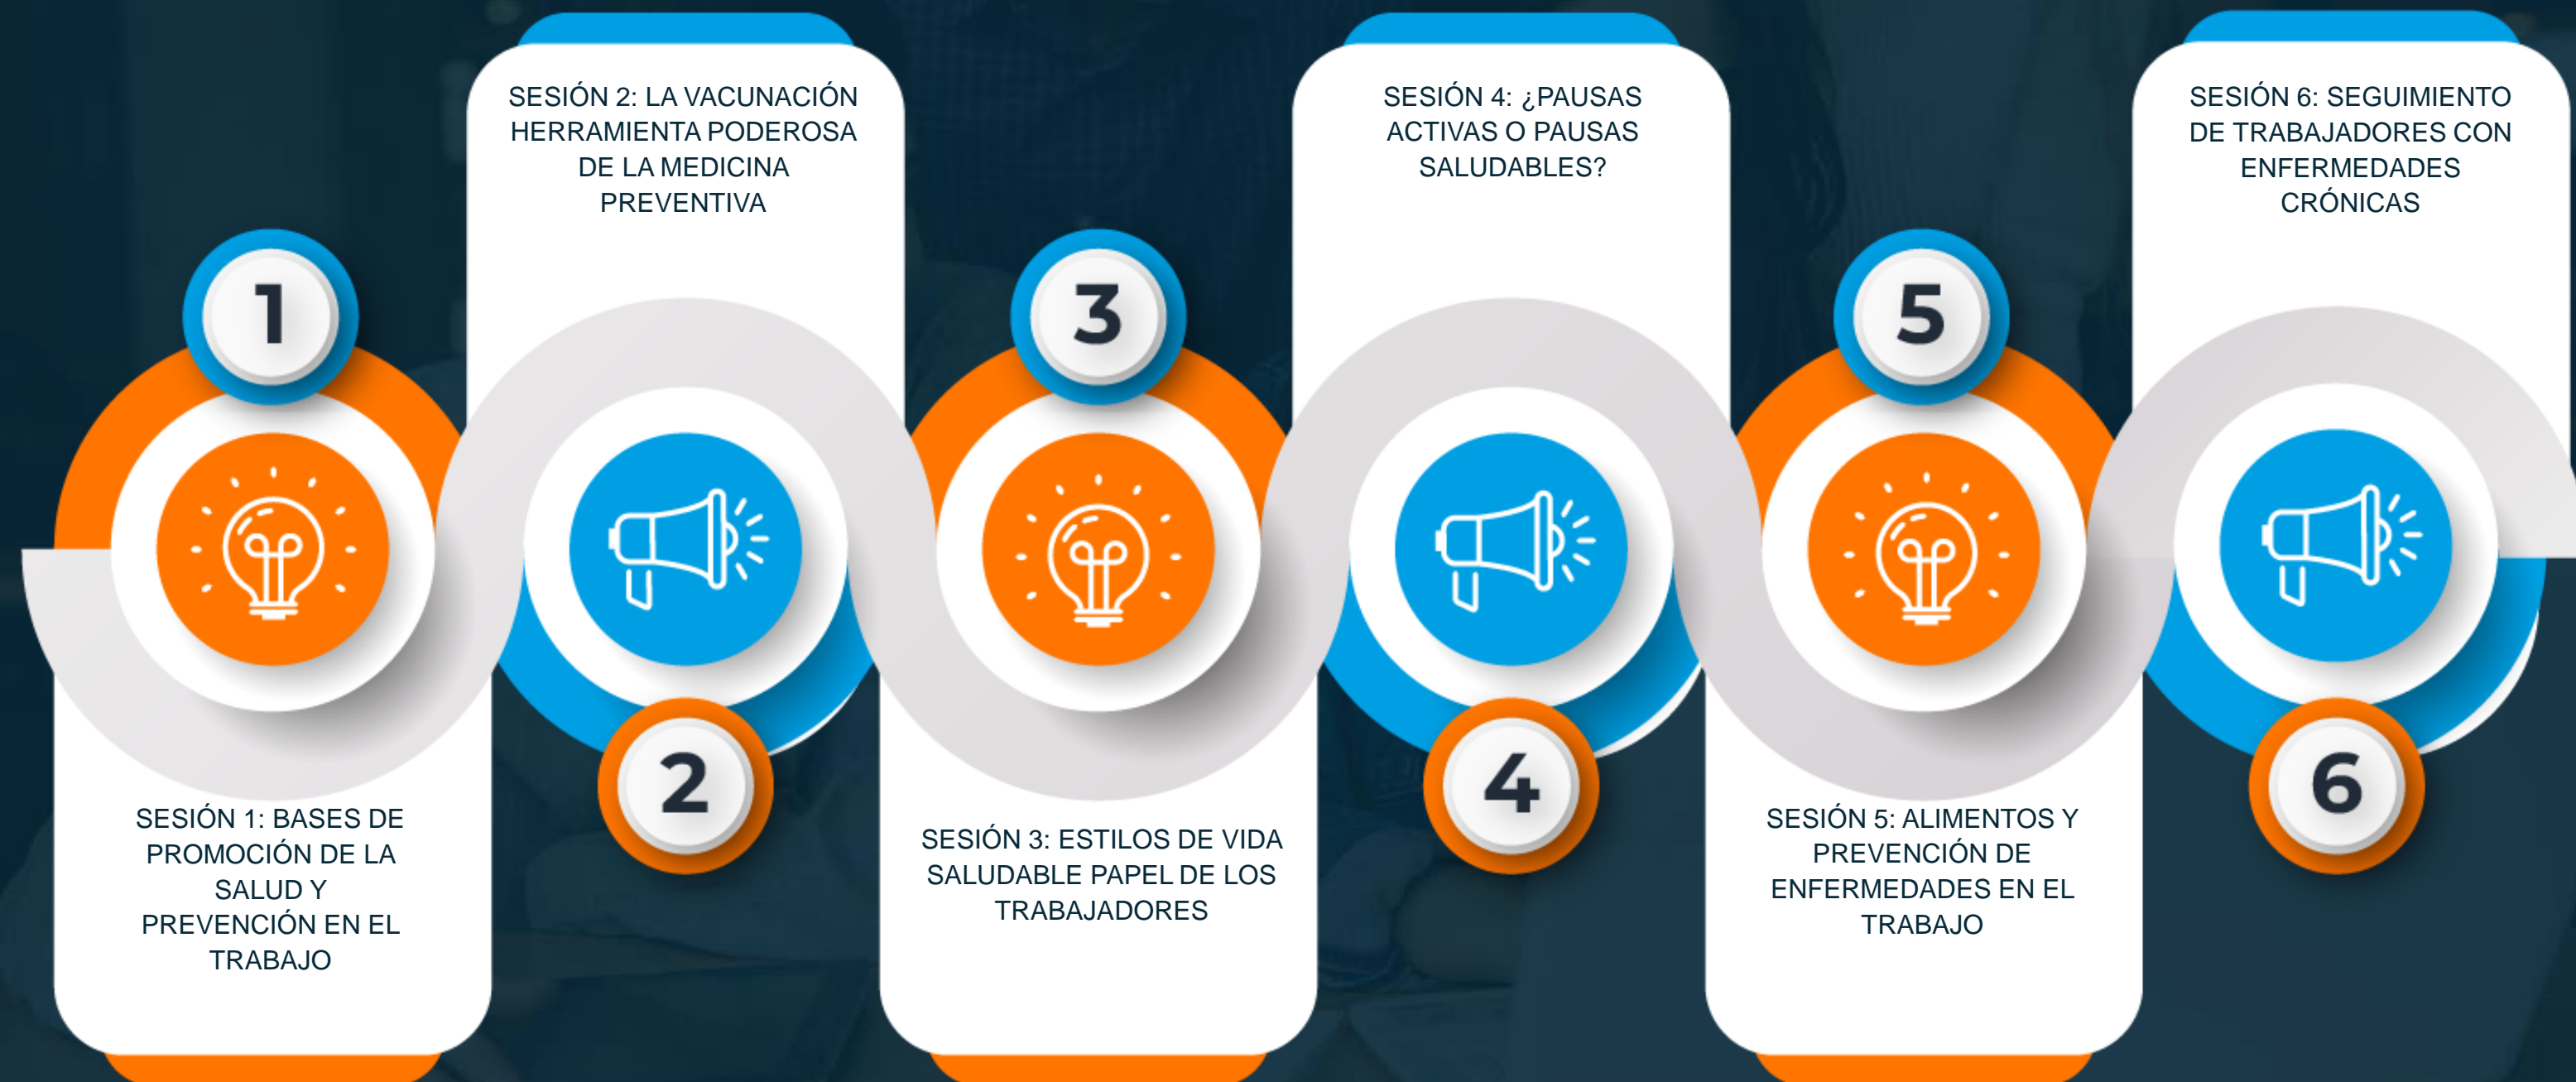 1
SESIÓN 1: BASES DE
PROMOCIÓN DE LA
SALUD Y
PREVENCIÓN EN EL
TRABAJO
SESIÓN 2: LA VACUNACIÓN
HERRAMIENTA PODEROSA
DE LA MEDICINA
PREVENTIVA
2
3
SESIÓN 3: ESTILOS DE VIDA
SALUDABLE PAPEL DE LOS
TRABAJADORES
SESIÓN 4: ¿PAUSAS
ACTIVAS O PAUSAS
SALUDABLES?
4
5
SESIÓN 5: ALIMENTOS Y
PREVENCIÓN DE
ENFERMEDADES EN EL
TRABAJO
SESIÓN 6: SEGUIMIENTO
DE TRABAJADORES CON
ENFERMEDADES
CRÓNICAS
6